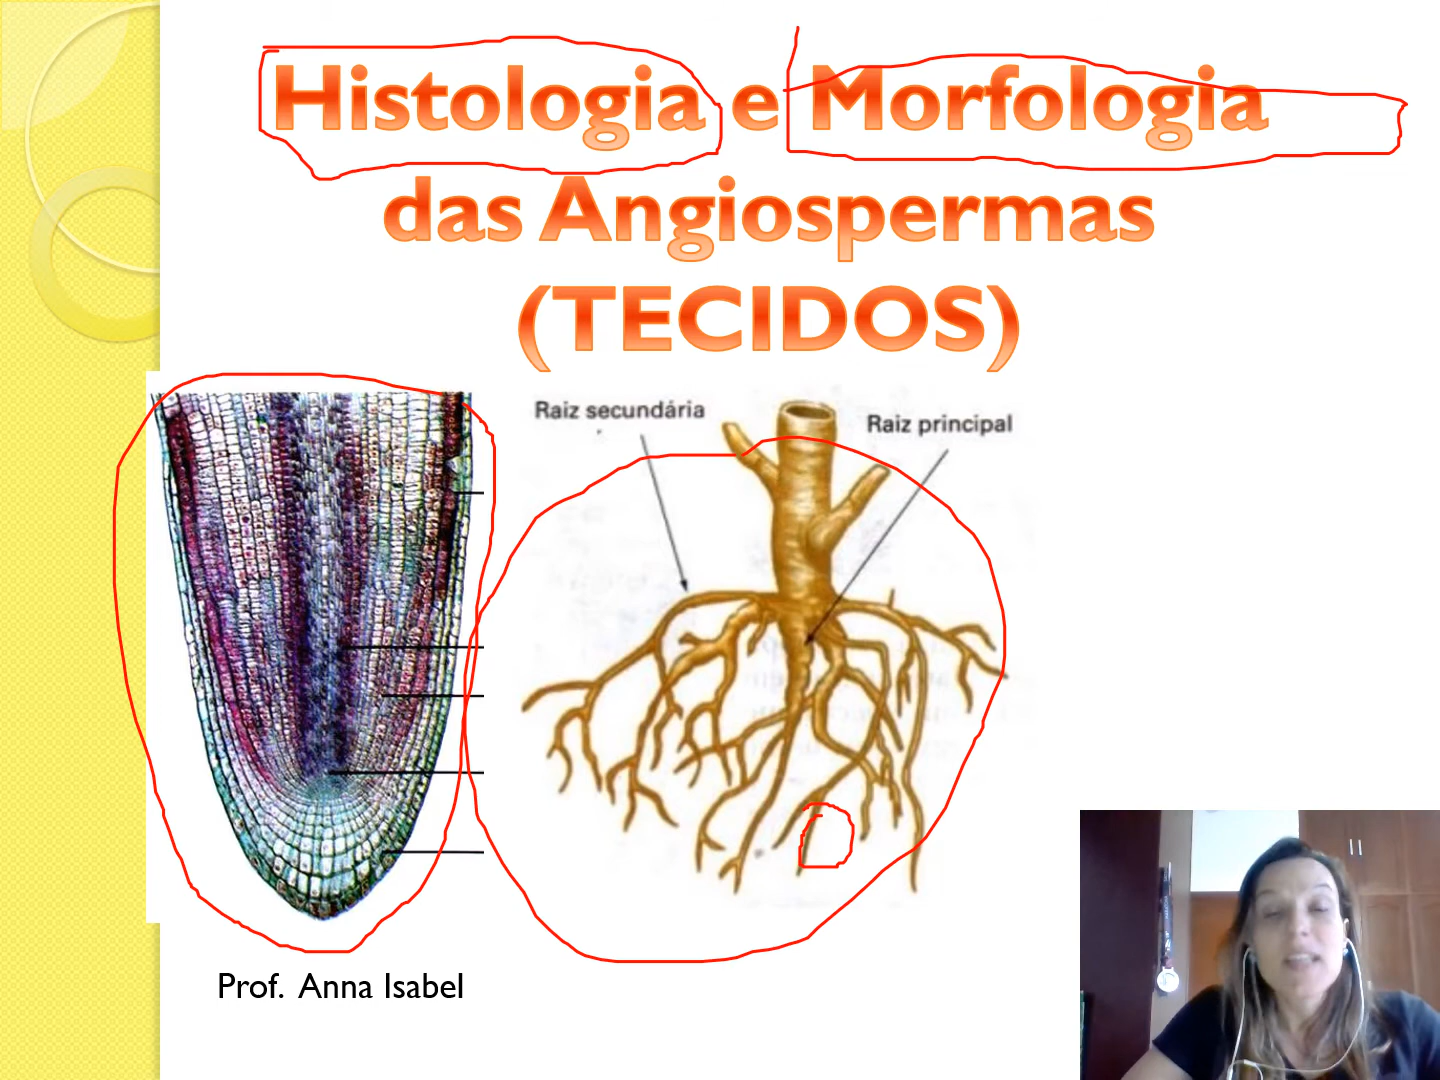 Histologia e Morfologia
das Angiospermas
(TECIDOS)
Raiz secundária
Raiz principal
Prof. Anna Isabel